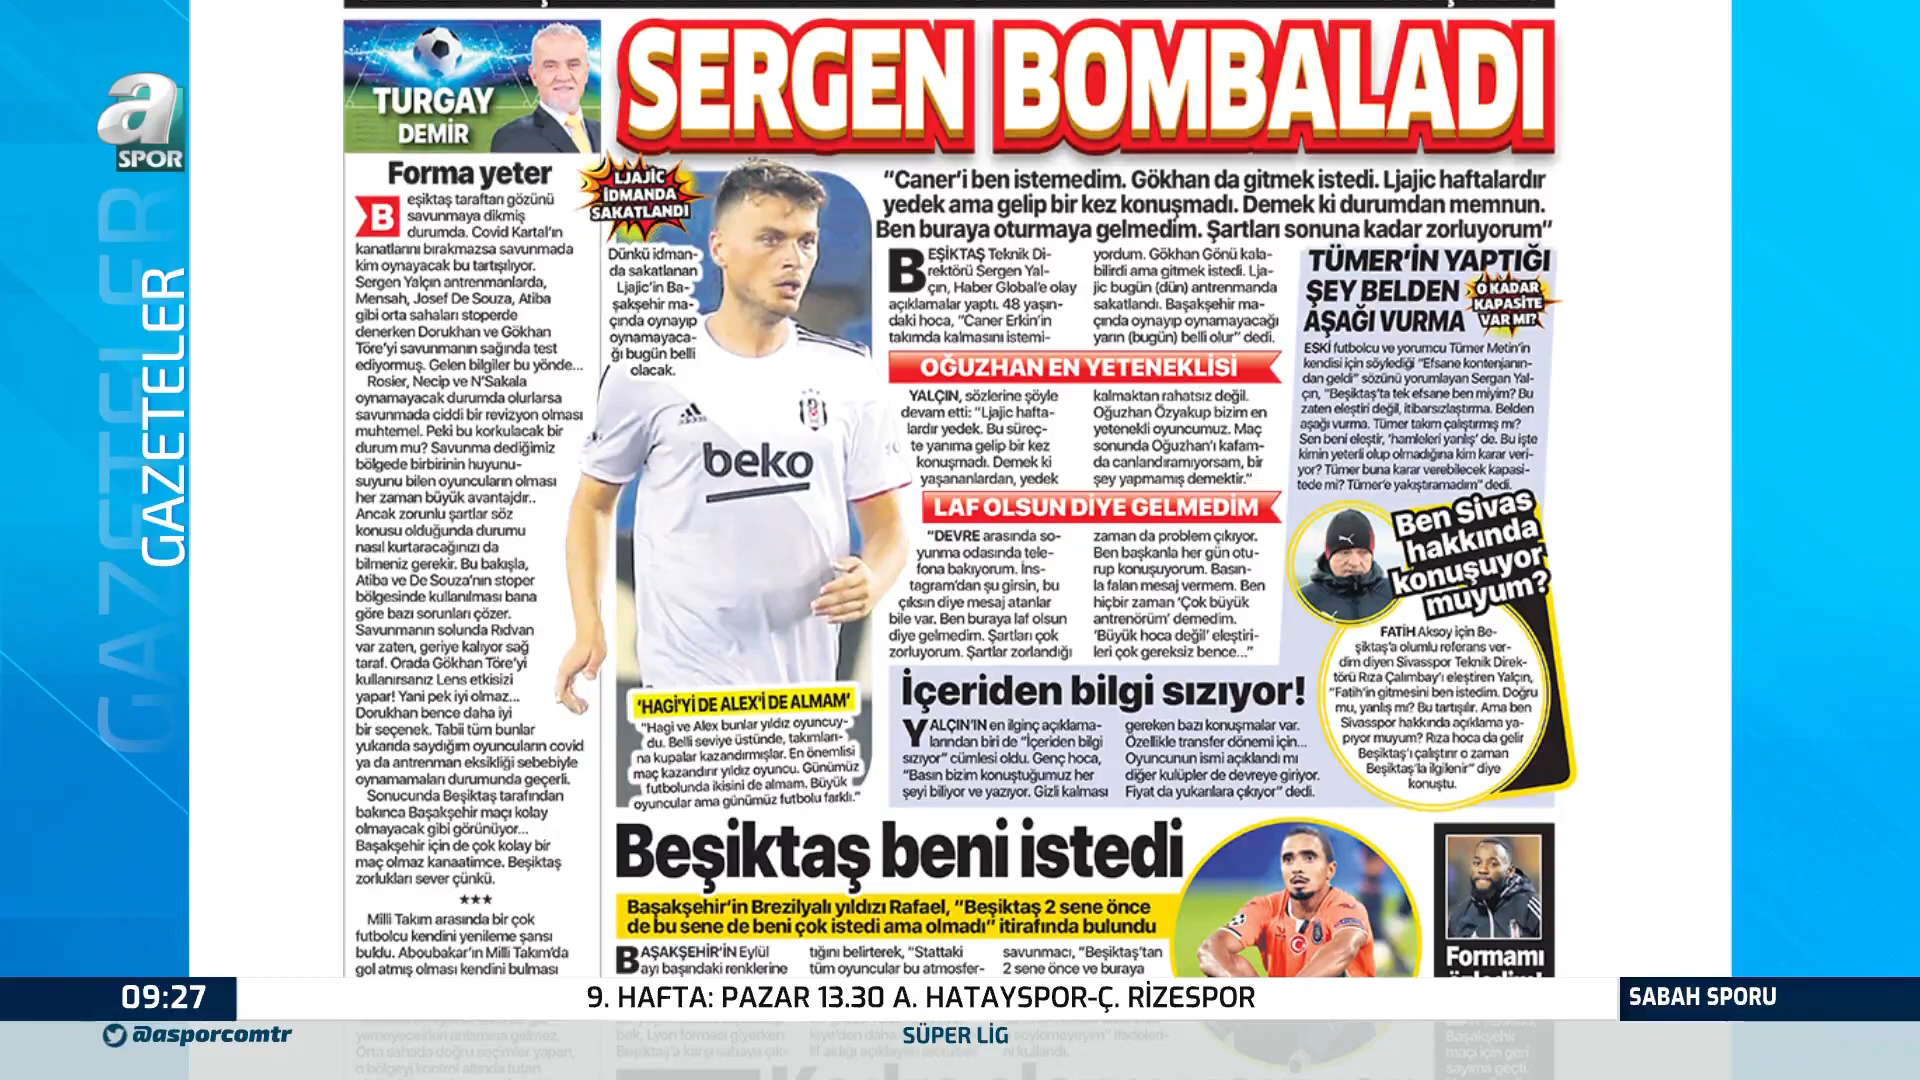 a
SPOR
GAZETELER
GAZETELER
TURGAY
DEMİR
Forma yeter
Beşiktaş taraftarı gözünü
savunmaya dikmiş
durumda. Covid Kartal'ın
kanatlarını bırakmazsa savunmada
kim oynayacak bu tartışılıyor.
Sergen Yalçın antrenmanlarda,
Mensah, Josef De Souza, Atiba
gibi orta sahaları stoperde
denerken Dorukhan ve Gökhan
Töre'yi savunmanın sağında test
ediyormuş. Gelen bilgiler bu yönde...
Rosier, Necip ve N'Sakala
oynamayacak durumda olurlarsa
savunmada ciddi bir revizyon olması
muhtemel. Peki bu korkulacak bir
durum mu? Savunma dediğimiz
bölgede birbirinin huyunu-
suyunu bilen oyuncuların olması
her zaman büyük avantajdır..
Ancak zorunlu şartlar söz
konusu olduğunda durumu
nasıl kurtaracağınızı da
bilmeniz gerekir. Bu bakışla,
Atiba ve De Souza'nın stoper
bölgesinde kullanılması bana
göre bazı sorunları çözer.
Savunmanın solunda Rıdvan
var zaten, geriye kalıyor sağ
taraf. Orada Gökhan Töre'yi
kullanırsanız Lens etkisizi
yapar! Yani pek iyi olmaz...
Dorukhan bence daha iyi
bir seçenek. Tabii tüm bunlar
yukarıda saydığım oyuncuların covid
ya da antrenman eksikliği sebebiyle
oynamamaları durumunda geçerli.
Sonucunda Beşiktaş tarafından
bakınca Başakşehir maçı kolay
olmayacak gibi görünüyor...
Başakşehir için de çok kolay bir
maç olmaz kanaatimce. Beşiktaş
zorlukları sever çünkü.
★★★
Milli Takım arasında bir çok
futbolcu kendini yenileme şansı
buldu. Aboubakar'ın Milli Takım'da
gol atmış olması kendini bulması
SERGEN BOMBALADI
LJAJİC
İDMANDA
SAKATLANDI
Dünkü idman-
da sakatlanan
Ljajic'in Ba-
şakşehir ma-
çında oynayıp
oynamayaca-
ğı bugün belli
olacak.
beko
'HAGİ'Yİ DE ALEX'İ DE ALMAM'
"Hagi ve Alex bunlar yıldız oyuncuy-
du. Belli seviye üstünde, takımları-
na kupalar kazandırmışlar. En önemlisi
maç kazandırır yıldız oyuncu. Günümüz
futbolunda ikisini de almam. Büyük
oyuncular ama günümüz futbolu farklı."
"Caner'i ben istemedim. Gökhan da gitmek istedi. Ljajic haftalardır
yedek ama gelip bir kez konuşmadı. Demek ki durumdan memnun.
Ben buraya oturmaya gelmedim. Şartları sonuna kadar zorluyorum"
BEŞİKTAŞ Teknik Di-
rektörü Sergen Yal-
çın, Haber Global'e olay
açıklamalar yaptı. 48 yaşın-
daki hoca, "Caner Erkin'in
takımda kalmasını istemi-
yordum. Gökhan Gönü kala-
bilirdi ama gitmek istedi. Lja-
jic bugün (dün) antrenmanda
sakatlandı. Başakşehir ma-
çında oynayıp oynamayacağı
yarın (bugün) belli olur" dedi.
OĞUZHAN EN YETENEKLİSİ
YALÇIN, sözlerine şöyle
devam etti: "Ljajic hafta-
lardır yedek. Bu süreç-
te yanıma gelip bir kez
konuşmadı. Demek ki
yaşananlardan, yedek
kalmaktan rahatsız değil.
Oğuzhan Özyakup bizim en
yetenekli oyuncumuz. Maç
sonunda Oğuzhan'ı kafam-
da canlandıramıyorsam, bir
şey yapmamış demektir."
LAF OLSUN DİYE GELMEDİM
"DEVRE arasında so-
yunma odasında tele-
fona bakıyorum. İns-
tagram'dan şu girsin, bu
çıksın diye mesaj atanlar
bile var. Ben buraya laf olsun
diye gelmedim. Şartları çok
zorluyorum. Şartlar zorlandığı
zaman da problem çıkıyor.
Ben başkanla her gün otu-
rup konuşuyorum. Basın-
la falan mesaj vermem. Ben
hiçbir zaman 'Çok büyük
antrenörüm' demedim.
'Büyük hoca değil' eleştiri-
leri çok gereksiz bence..."
İçeriden bilgi sızıyor!
YALÇIN'IN en ilginç açıklama-
larından biri de "İçeriden bilgi
sızıyor" cümlesi oldu. Genç hoca,
"Basın bizim konuştuğumuz her
şeyi biliyor ve yazıyor. Gizli kalması
gereken bazı konuşmalar var.
Özellikle transfer dönemi için...
Oyuncunun ismi açıklandı mı
diğer kulüpler de devreye giriyor.
Fiyat da yukarılara çıkıyor" dedi.
TÜMER'İN YAPTIĞI
ŞEY BELDEN
AŞAĞI VURMA
O KADAR
KAPASİTE
VAR MI?
ESKİ futbolcu ve yorumcu Tümer Metin'in
kendisi için söylediği "Efsane kontenjanın-
dan geldi" sözünü yorumlayan Sergan Yal-
çın, "Beşiktaş'ta tek efsane ben miyim? Bu
zaten eleştiri değil, itibarsızlaştırma. Belden
aşağı vurma. Tümer takım çalıştırmış mı?
Sen beni eleştir, 'hamleleri yanlış' de. Bu işte
kimin yeterli olup olmadığına kim karar veri-
yor? Tümer buna karar verebilecek kapasi-
tede mi? Tümer'e yakıştıramadım" dedi.
Ben Sivas
hakkında
konuşuyor
muyum?
FATİH Aksoy için Be-
şiktaş'a olumlu referans ver-
dim diyen Sivasspor Teknik Direk-
törü Rıza Çalımbay'ı eleştiren Yalçın,
"Fatih'in gitmesini ben istedim. Doğru
mu, yanlış mı? Bu tartışılır. Ama ben
Sivasspor hakkında açıklama ya-
pıyor muyum? Rıza hoca da gelir
Beşiktaş'ı çalıştırır o zaman
Beşiktaş'la ilgilenir" diye
konuştu.
Beşiktaş beni istedi
Başakşehir'in Brezilyalı yıldızı Rafael, "Beşiktaş 2 sene önce
de bu sene de beni çok istedi ama olmadı" itirafında bulundu
BAŞAKŞEHİR'İN Eylül
ayı başındaki renklerine
tığını belirterek, "Stattaki
tüm oyuncular bu atmosfer-
savunmacı, "Beşiktaş'tan
2 sene önce ve buraya
Formamı
09:27
9. HAFTA: PAZAR 13.30 A. HATAYSPOR-Ç. RİZESPOR
SABAH SPORU
@asporcomtr
SÜPER LİG